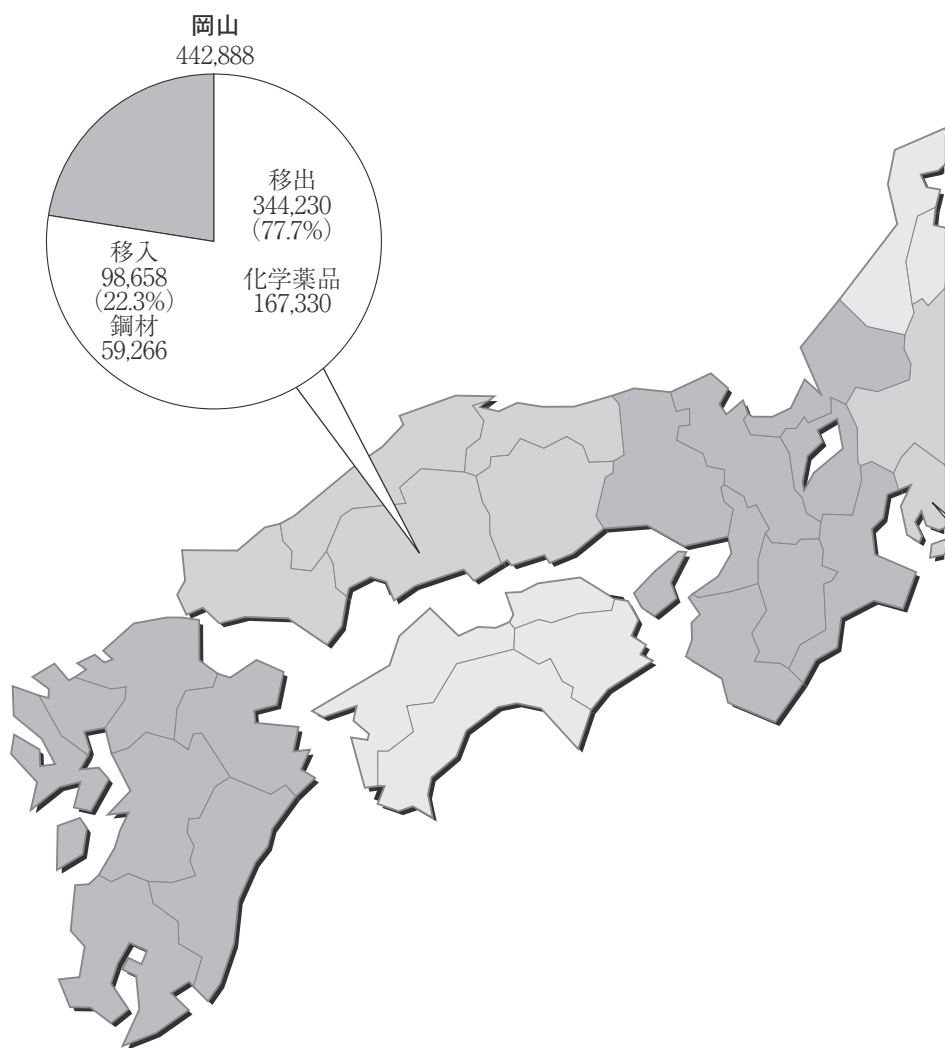 岡山
442,888
移出
344,230
(77.7%)
化学薬品
167,330
移入
98,658
(22.3%)
鋼材
59,266